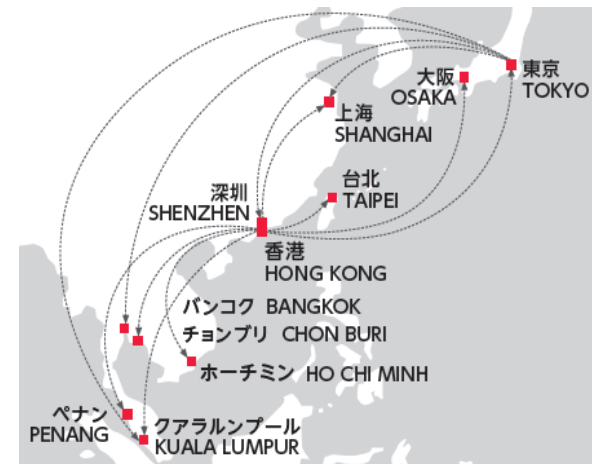 大阪
OSAKA
東京
TOKYO
上海
SHANGHAI
深圳
SHENZHEN
台北
TAIPEI
香港
HONG KONG
バンコク BANGKOK
チョンブリ CHON BURI
ホーチミン HO CHI MINH
ペナン
PENANG
クアラルンプール
KUALA LUMPUR